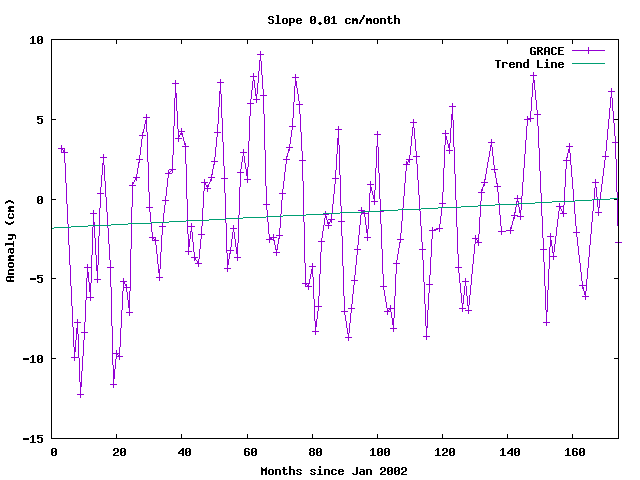 Slope 0.01 cm/month
GRACE
Trend Line
10
5
0
-5
-10
-15
Anomaly (cm)
0 20 40 60 80 100 120 140 160
Months since Jan 2002